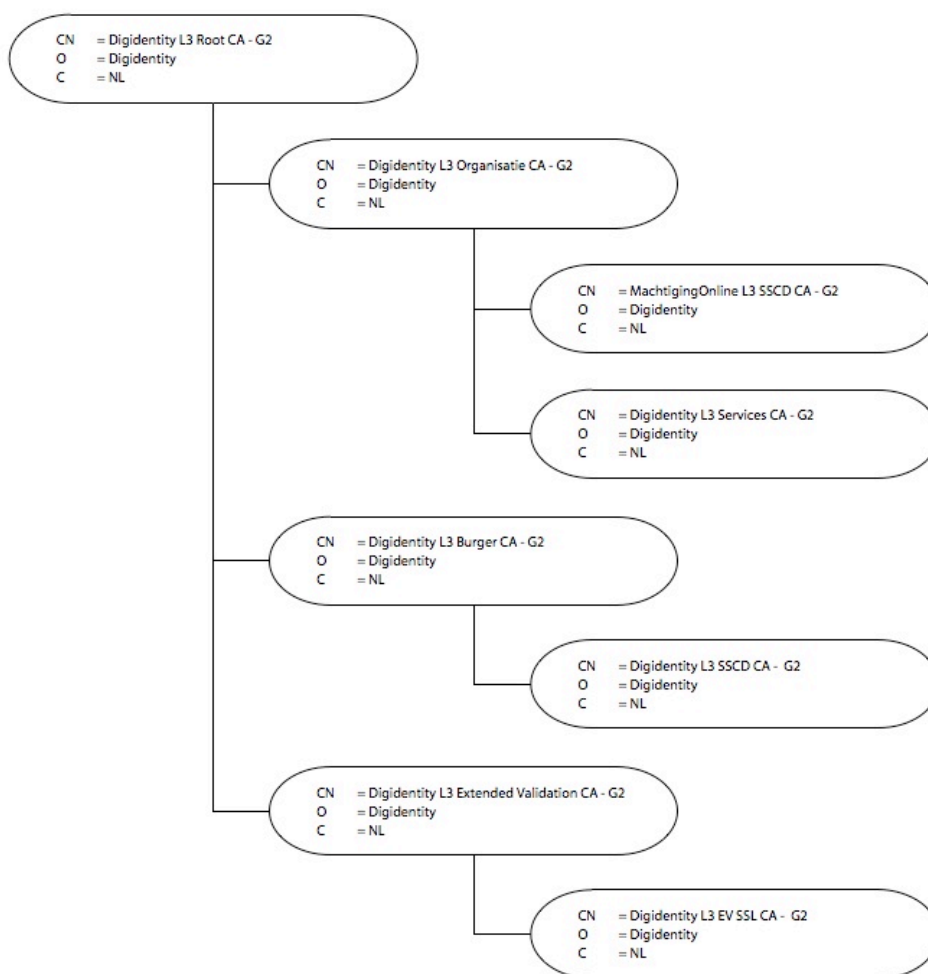 CN = Digidentity L3 Root CA - G2
O = Digidentity
C = NL
CN = Digidentity L3 Organisatie CA - G2
O = Digidentity
C = NL
CN = MachtigingOnline L3 SSCD CA - G2
O = Digidentity
C = NL
CN = Digidentity L3 Services CA - G2
O = Digidentity
C = NL
CN = Digidentity L3 Burger CA - G2
O = Digidentity
C = NL
CN = Digidentity L3 SSCD CA - G2
O = Digidentity
C = NL
CN = Digidentity L3 Extended Validation CA - G2
O = Digidentity
C = NL
CN = Digidentity L3 EV SSL CA - G2
O = Digidentity
C = NL